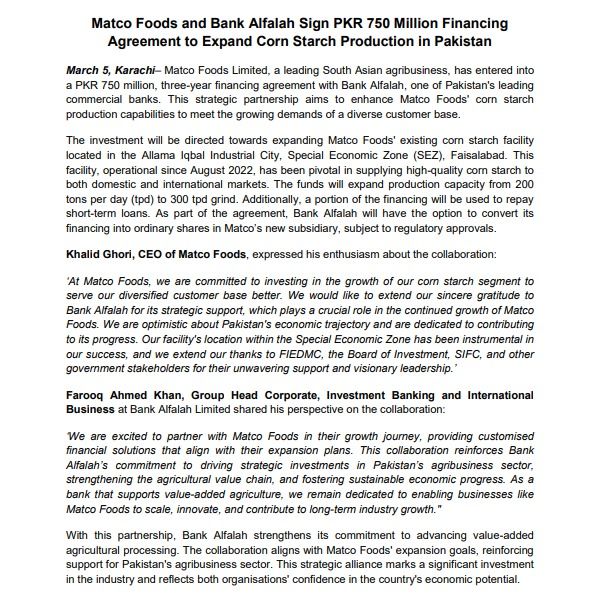 Matco Foods and Bank Alfalah Sign PKR 750 Million Financing
Agreement to Expand Corn Starch Production in Pakistan
March 5, Karachi– Matco Foods Limited, a leading South Asian agribusiness, has entered into
a PKR 750 million, three-year financing agreement with Bank Alfalah, one of Pakistan's leading
commercial banks. This strategic partnership aims to enhance Matco Foods' corn starch
production capabilities to meet the growing demands of a diverse customer base.
The investment will be directed towards expanding Matco Foods' existing corn starch facility
located in the Allama Iqbal Industrial City, Special Economic Zone (SEZ), Faisalabad. This
facility, operational since August 2022, has been pivotal in supplying high-quality corn starch to
both domestic and international markets. The funds will expand production capacity from 200
tons per day (tpd) to 300 tpd grind. Additionally, a portion of the financing will be used to repay
short-term loans. As part of the agreement, Bank Alfalah will have the option to convert its
financing into ordinary shares in Matco's new subsidiary, subject to regulatory approvals.
Khalid Ghori, CEO of Matco Foods, expressed his enthusiasm about the collaboration:
'At Matco Foods, we are committed to investing in the growth of our corn starch segment to
serve our diversified customer base better. We would like to extend our sincere gratitude to
Bank Alfalah for its strategic support, which plays a crucial role in the continued growth of Matco
Foods. We are optimistic about Pakistan's economic trajectory and are dedicated to contributing
to its progress. Our facility's location within the Special Economic Zone has been instrumental in
our success, and we extend our thanks to FIEDMC, the Board of Investment, SIFC, and other
government stakeholders for their unwavering support and visionary leadership.'
Farooq Ahmed Khan, Group Head Corporate, Investment Banking and International
Business at Bank Alfalah Limited shared his perspective on the collaboration:
'We are excited to partner with Matco Foods in their growth journey, providing customised
financial solutions that align with their expansion plans. This collaboration reinforces Bank
Alfalah's commitment to driving strategic investments in Pakistan's agribusiness sector,
strengthening the agricultural value chain, and fostering sustainable economic progress. As a
bank that supports value-added agriculture, we remain dedicated to enabling businesses like
Matco Foods to scale, innovate, and contribute to long-term industry growth."
With this partnership, Bank Alfalah strengthens its commitment to advancing value-added
agricultural processing. The collaboration aligns with Matco Foods' expansion goals, reinforcing
support for Pakistan's agribusiness sector. This strategic alliance marks a significant investment
in the industry and reflects both organisations' confidence in the country's economic potential.